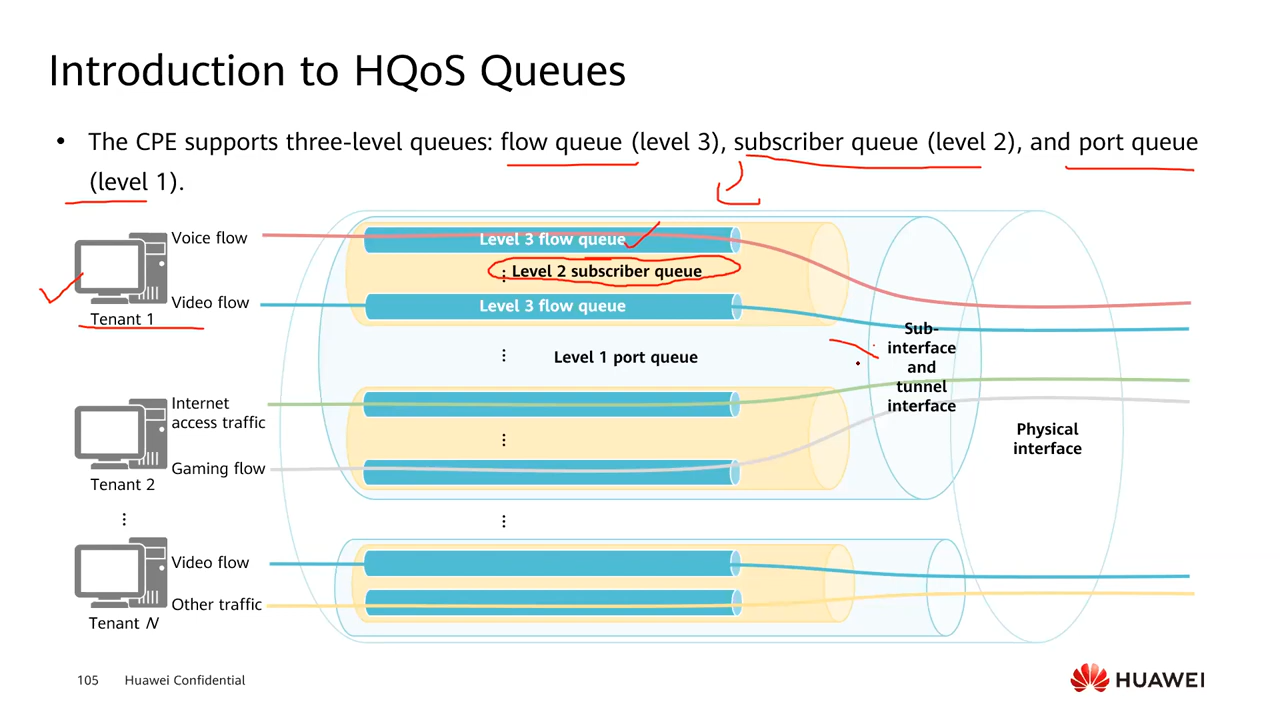 Introduction to HQoS Queues
• The CPE supports three-level queues: flow queue (level 3), subscriber queue (level 2), and port queue
(level 1).
Voice flow
Level 3 flow queue
Level 2 subscriber queue
Video flow
Level 3 flow queue
Tenant 1
Level 1 port queue
Sub-
interface
and
tunnel
interface
Internet
access traffic
Physical
interface
Gaming flow
Tenant 2
Video flow
Other traffic
Tenant N
105 Huawei Confidential
HUAWEI